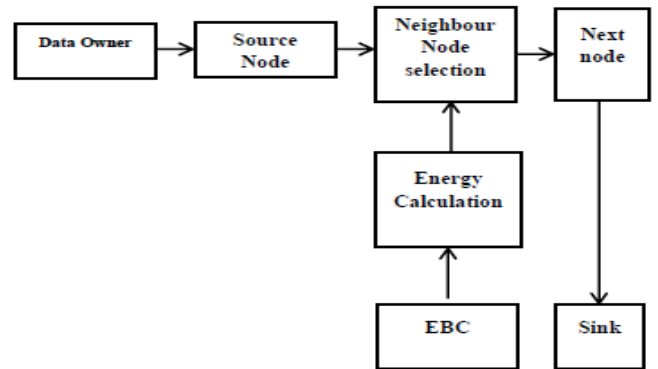 Data Owner
Source
Node
Neighbour
Node
selection
Next
node
Energy
Calculation
EBC
Sink